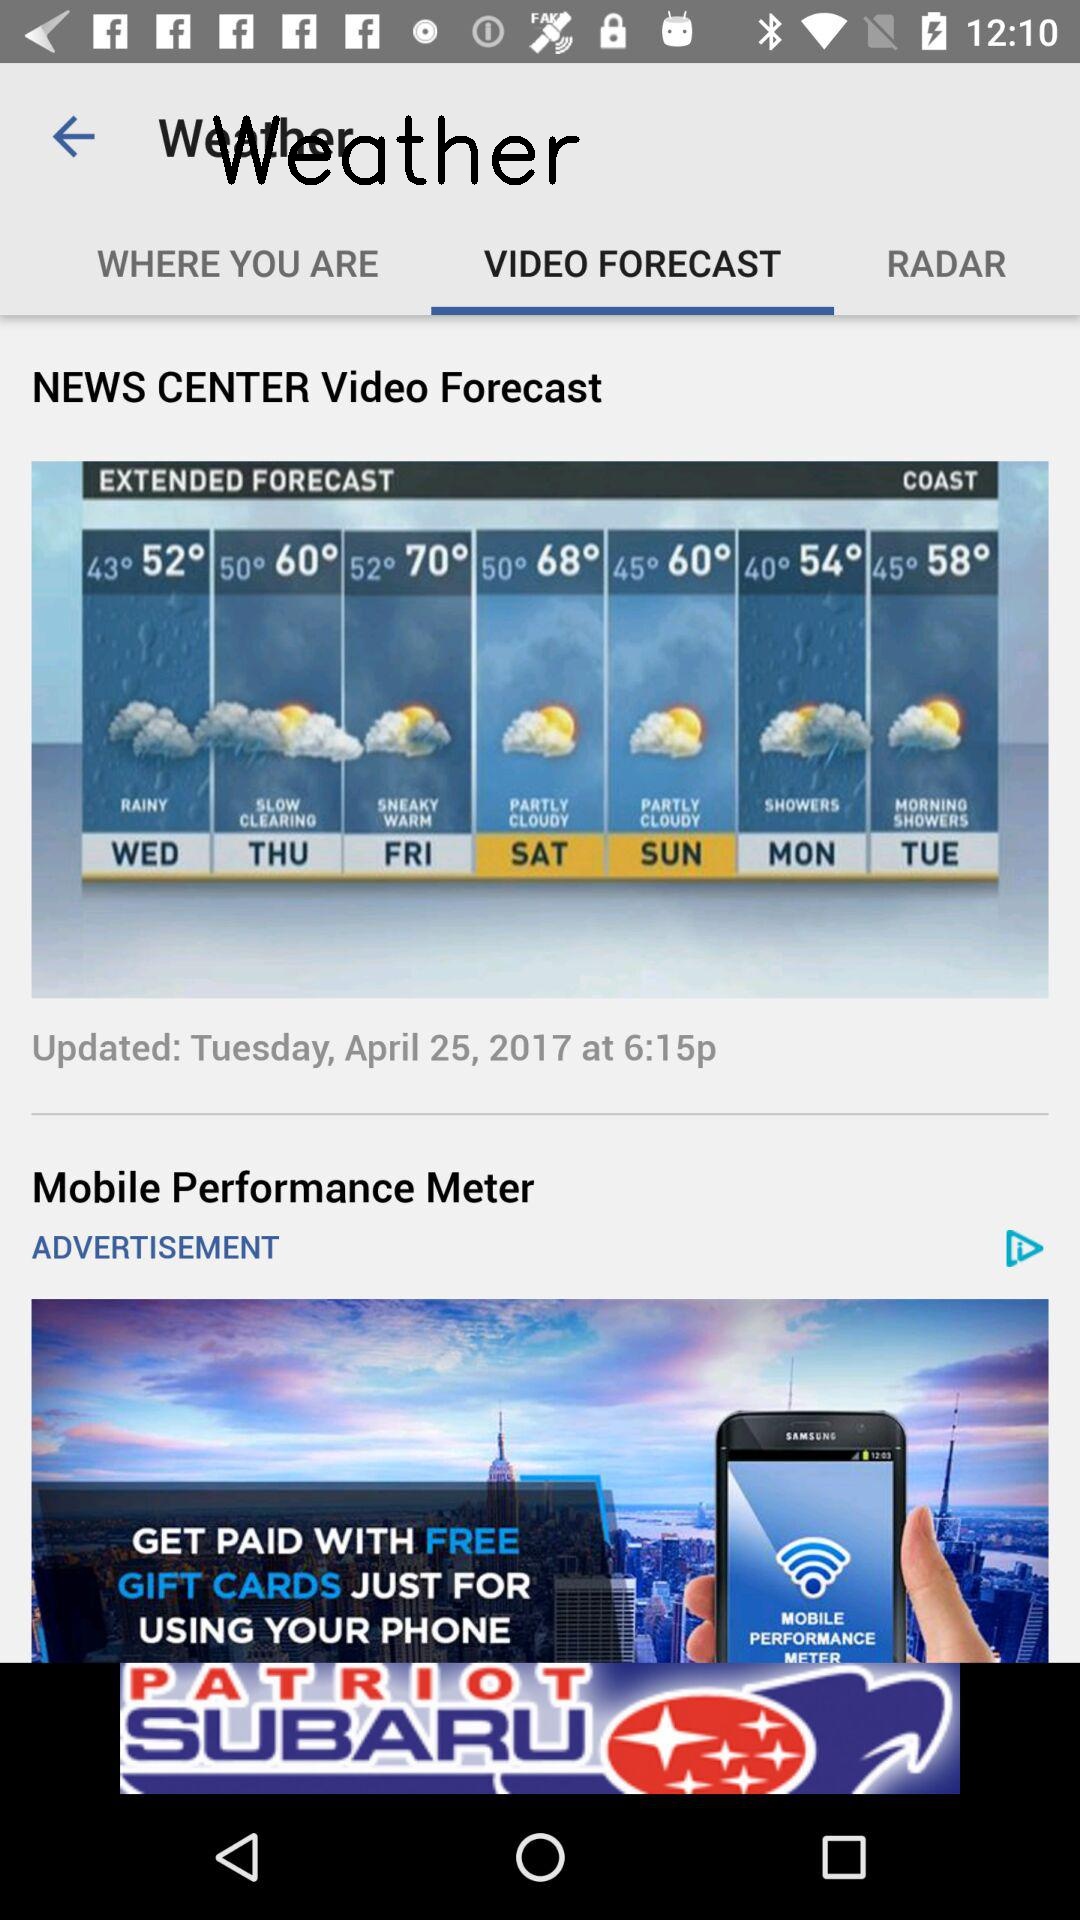 FAKE
12:10
Weather
Weather
WHERE YOU ARE VIDEO FORECAST RADAR
NEWS CENTER Video Forecast
EXTENDED FORECAST COAST
43° 52° 50° 60° 52° 70° 50° 68° 45° 60° 40° 54° 45° 58°
RAINY SLOW CLEARING SNEAKY WARM PARTLY CLOUDY PARTLY CLOUDY SHOWERS MORNING SHOWERS
WED THU FRI SAT SUN MON TUE
Updated: Tuesday, April 25, 2017 at 6:15p
Mobile Performance Meter
ADVERTISEMENT
SAMSUNG
12:03
GET PAID WITH FREE
GIFT CARDS JUST FOR
USING YOUR PHONE
MOBILE
PERFORMANCE
METER
PATRIOT
SUBARU